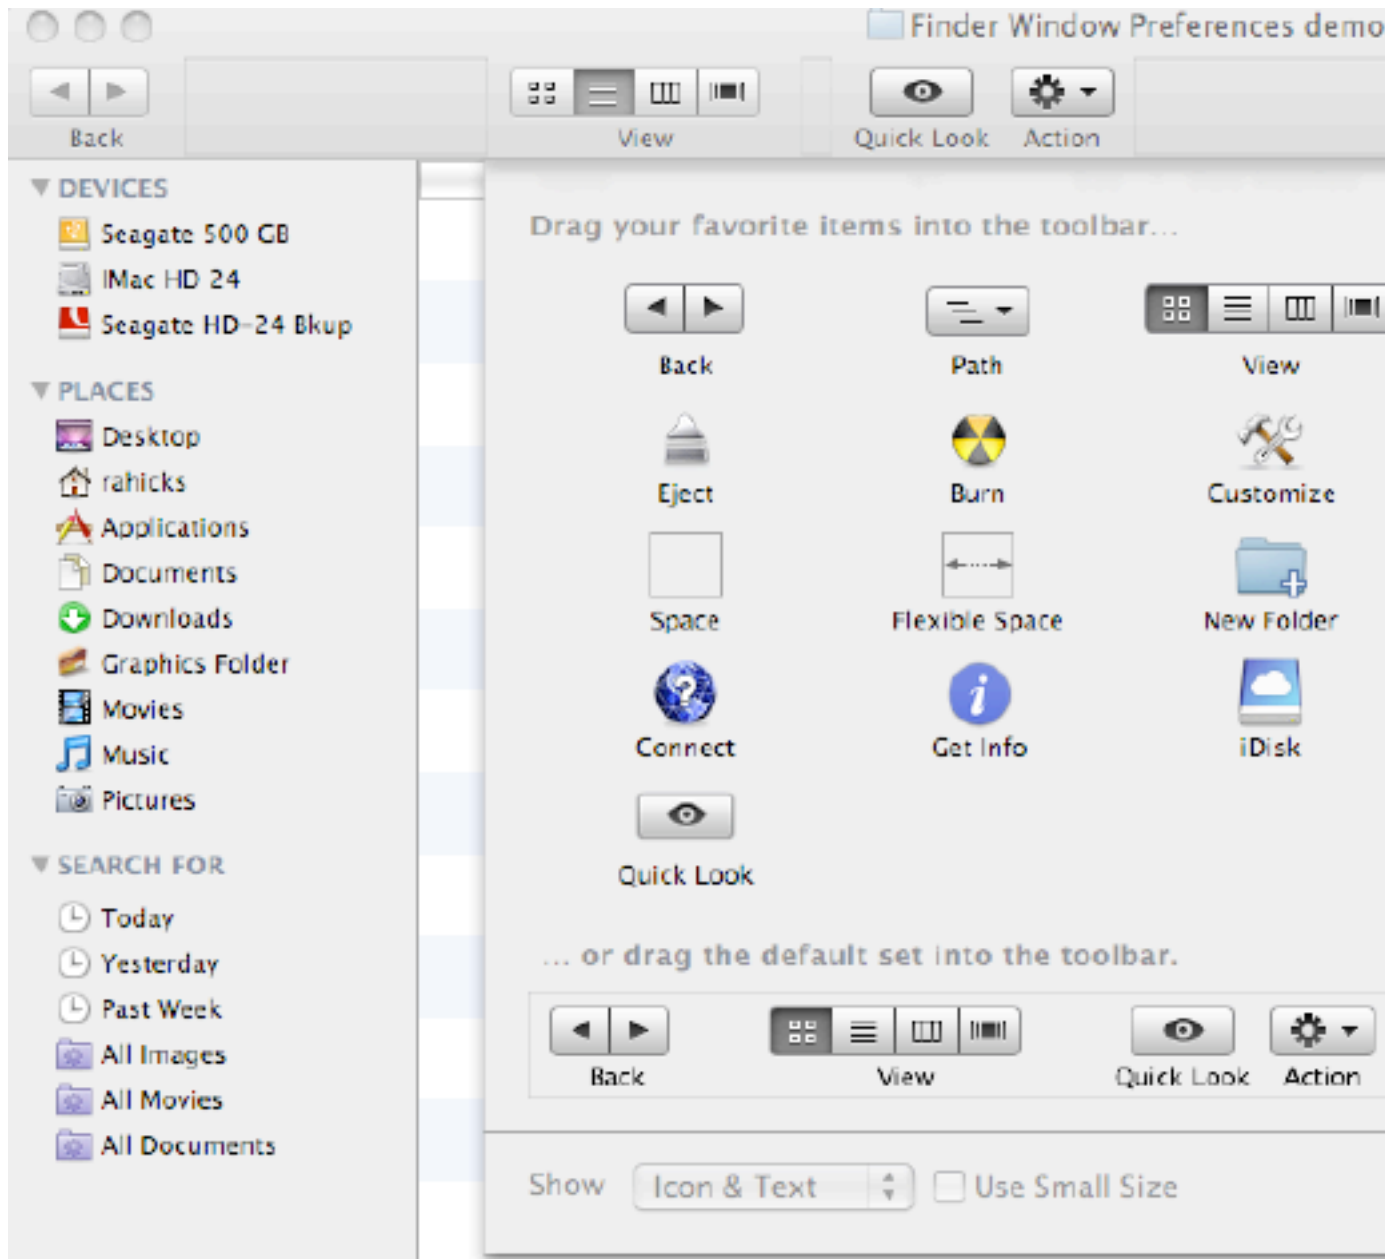 Finder Window Preferences demo
Back
View
Quick Look
Action
DEVICES
Seagate 500 GB
IMac HD 24
Seagate HD-24 Bkup
PLACES
Desktop
rahicks
Applications
Documents
Downloads
Graphics Folder
Movies
Music
Pictures
SEARCH FOR
Today
Yesterday
Past Week
All Images
All Movies
All Documents
Drag your favorite items into the toolbar...
Back
Path
View
Eject
Burn
Customize
Space
Flexible Space
New Folder
Connect
Get Info
iDisk
Quick Look
... or drag the default set into the toolbar.
Back
View
Quick Look
Action
Show
Icon & Text
Use Small Size